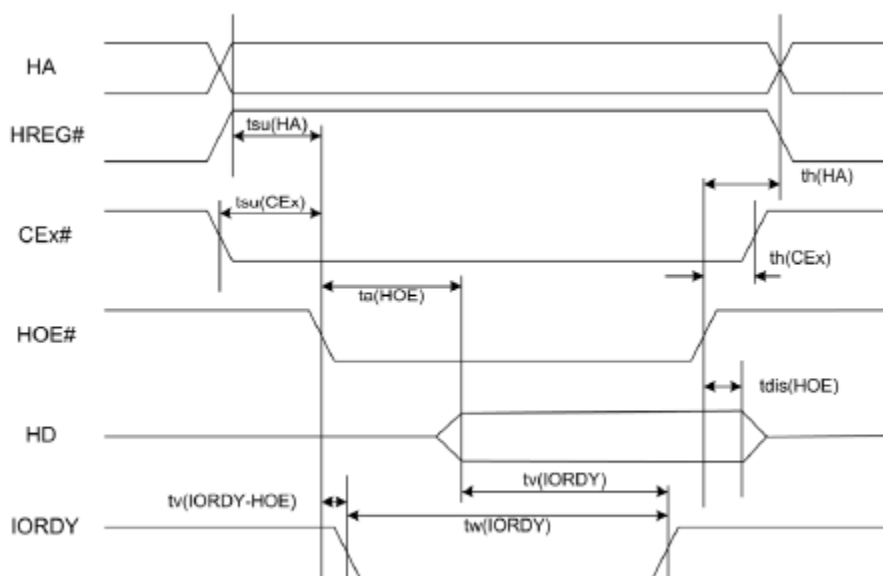 HA
tsu(HA)
HREG#
th(HA)
tsu(CEx)
CEx#
th(CEx)
ta(HOE)
HOE#
tdis(HOE)
HD
tv(IORDY)
tv(IORDY-HOE)
tw(IORDY)
IORDY